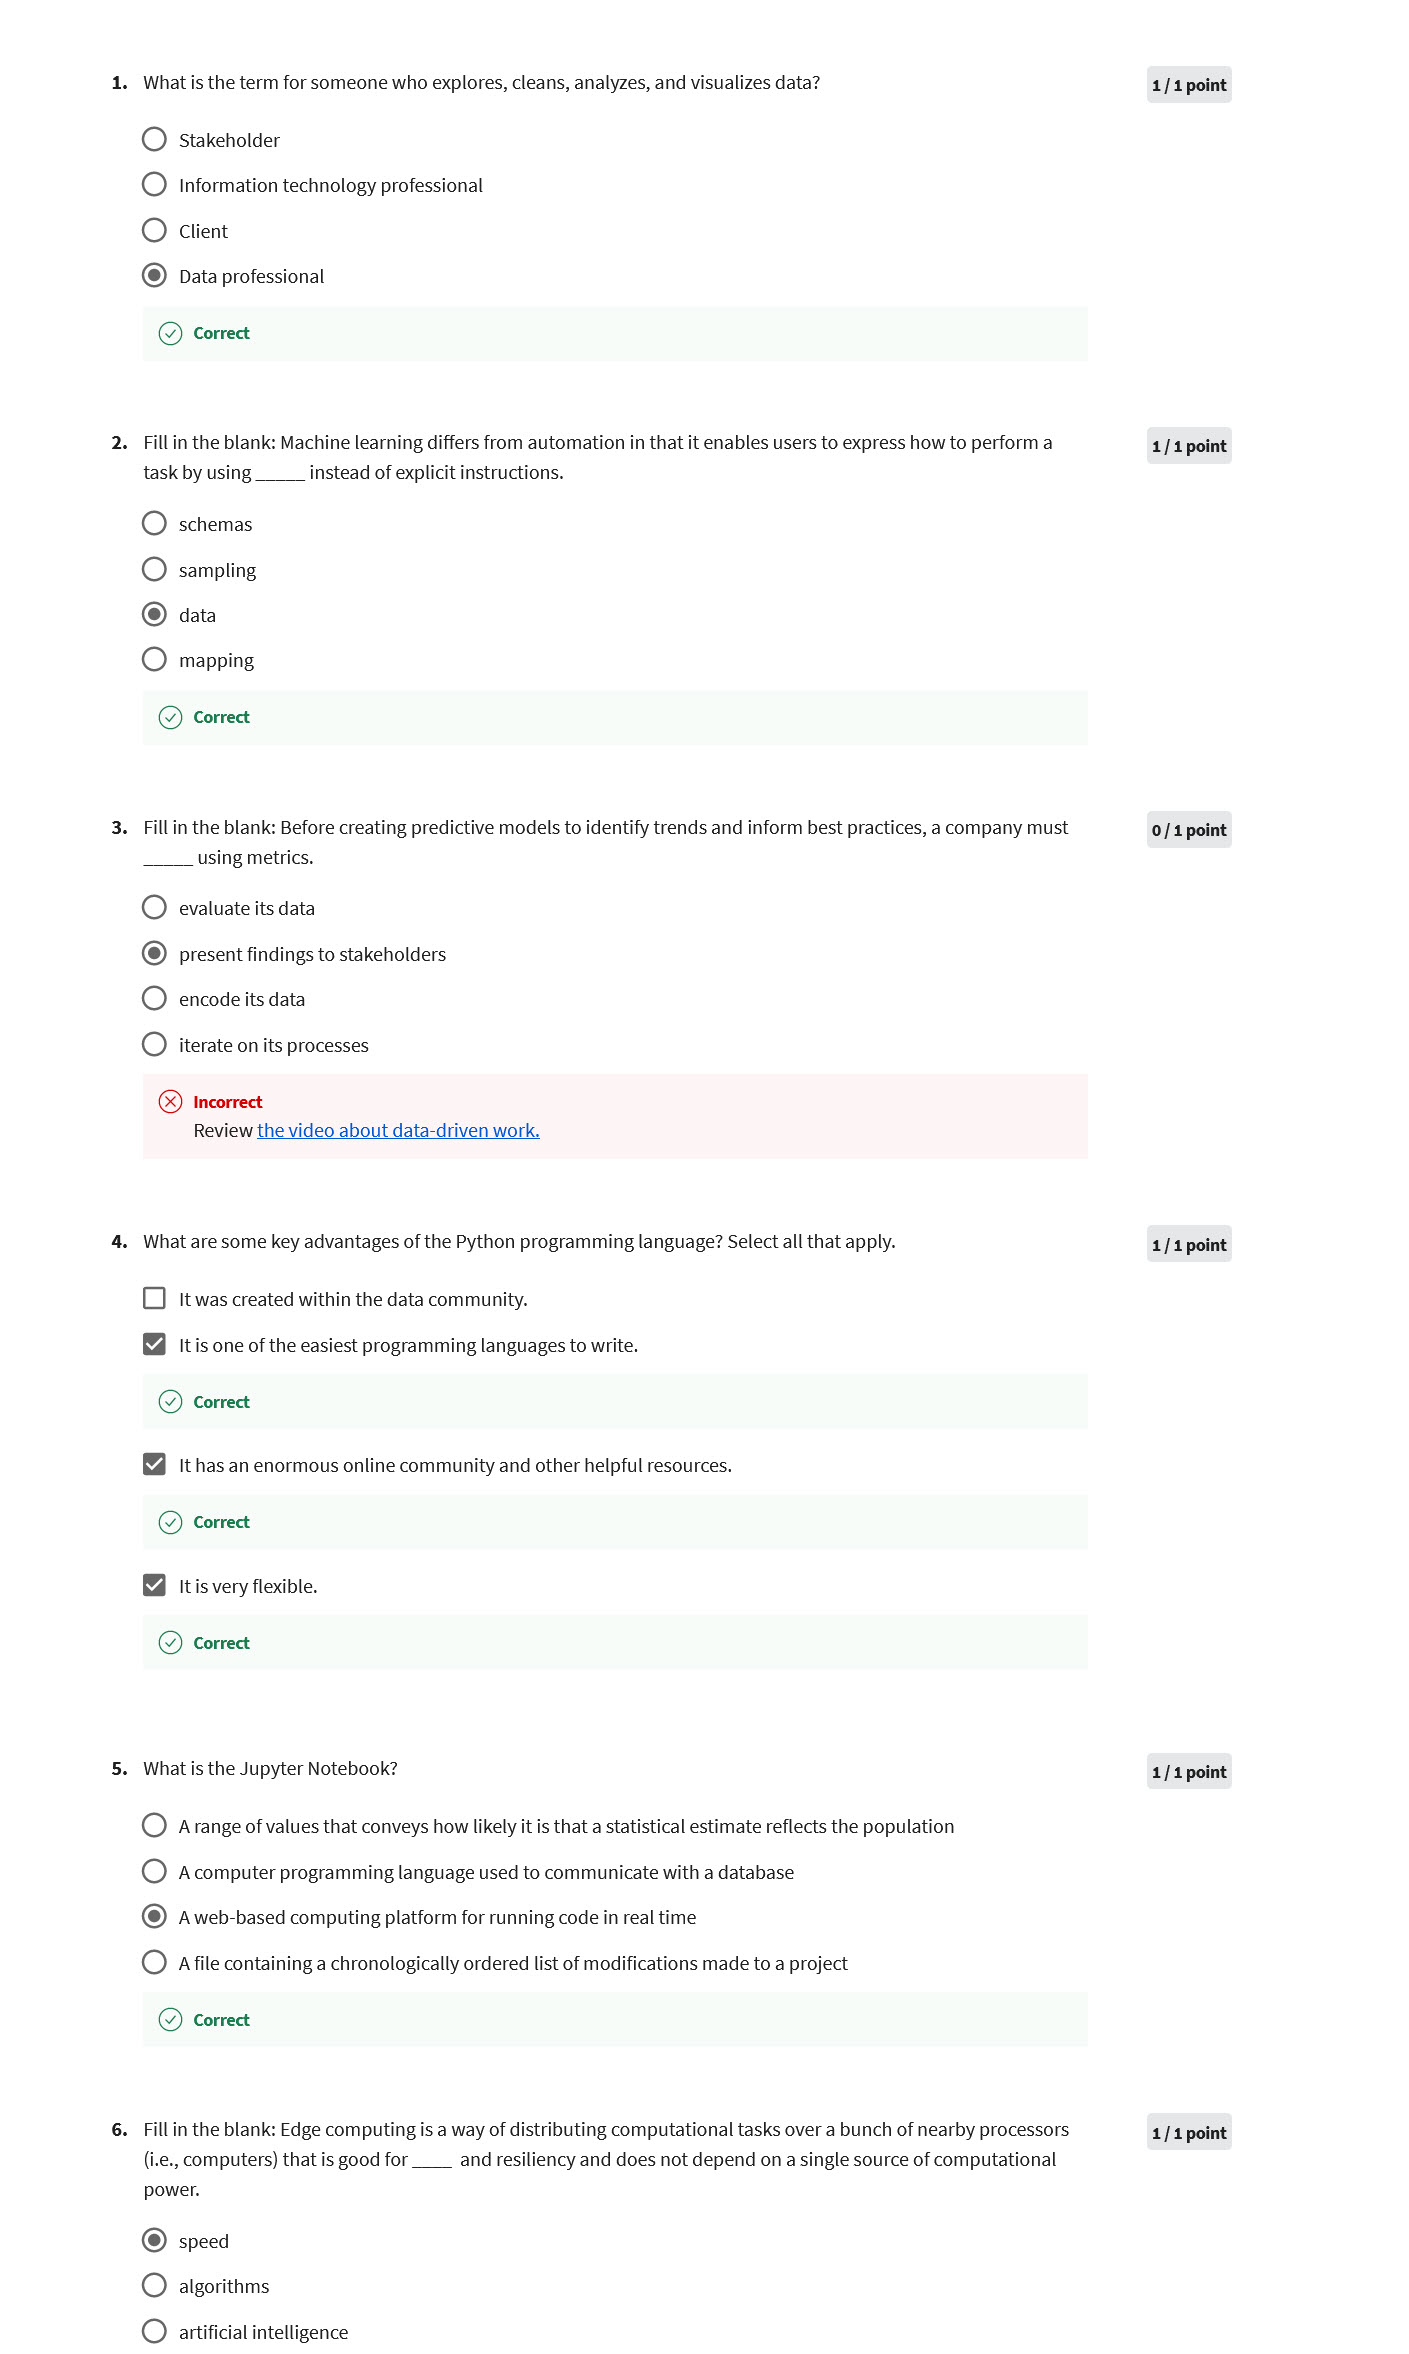 1. What is the term for someone who explores, cleans, analyzes, and visualizes data?
1 / 1 point
Stakeholder
Information technology professional
Client
Data professional
Correct
2. Fill in the blank: Machine learning differs from automation in that it enables users to express how to perform a
1 / 1 point
task by using _____ instead of explicit instructions.
schemas
sampling
data
mapping
Correct
3. Fill in the blank: Before creating predictive models to identify trends and inform best practices, a company must
0 / 1 point
_____ using metrics.
evaluate its data
present findings to stakeholders
encode its data
iterate on its processes
Incorrect
Review the video about data-driven work.
4. What are some key advantages of the Python programming language? Select all that apply.
1 / 1 point
It was created within the data community.
It is one of the easiest programming languages to write.
Correct
It has an enormous online community and other helpful resources.
Correct
It is very flexible.
Correct
5. What is the Jupyter Notebook?
1 / 1 point
A range of values that conveys how likely it is that a statistical estimate reflects the population
A computer programming language used to communicate with a database
A web-based computing platform for running code in real time
A file containing a chronologically ordered list of modifications made to a project
Correct
6. Fill in the blank: Edge computing is a way of distributing computational tasks over a bunch of nearby processors
1 / 1 point
(i.e., computers) that is good for ____ and resiliency and does not depend on a single source of computational
power.
speed
algorithms
artificial intelligence